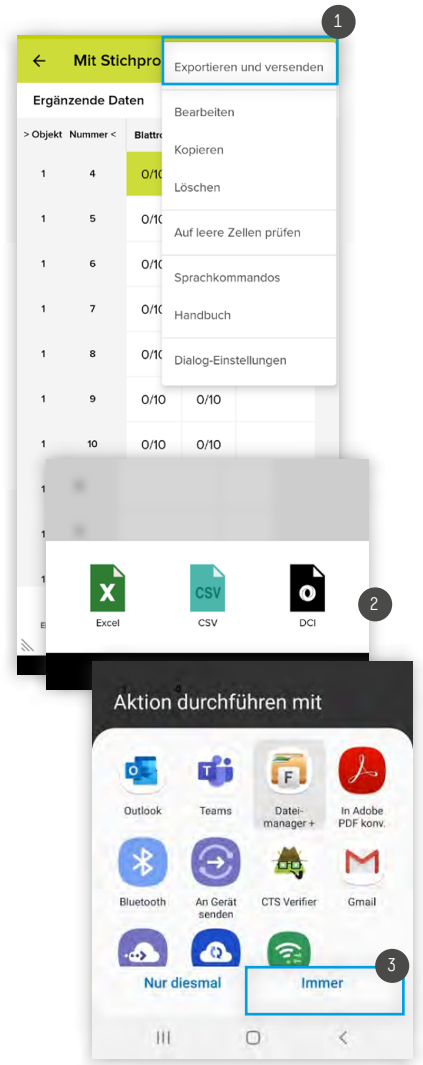 1
Mit Stichpro
Exportieren und versenden
Ergänzende Daten
Bearbeiten
> Objekt Nummer < Blattro
Kopieren
1 4 0/10
Löschen
1 5 0/10
Auf leere Zellen prüfen
1 6 0/10
Sprachkommandos
1 7 0/10
Handbuch
1 8 0/10
Dialog-Einstellungen
1 9 0/10 0/10
1 10 0/10 0/10
1
1
1
X
CSV
o
2
Excel CSV DCI
Aktion durchführen mit
Outlook Teams Datei-
manager + In Adobe
PDF konv.
Bluetooth An Gerät
senden CTS Verifier Gmail
3
Nur diesmal Immer